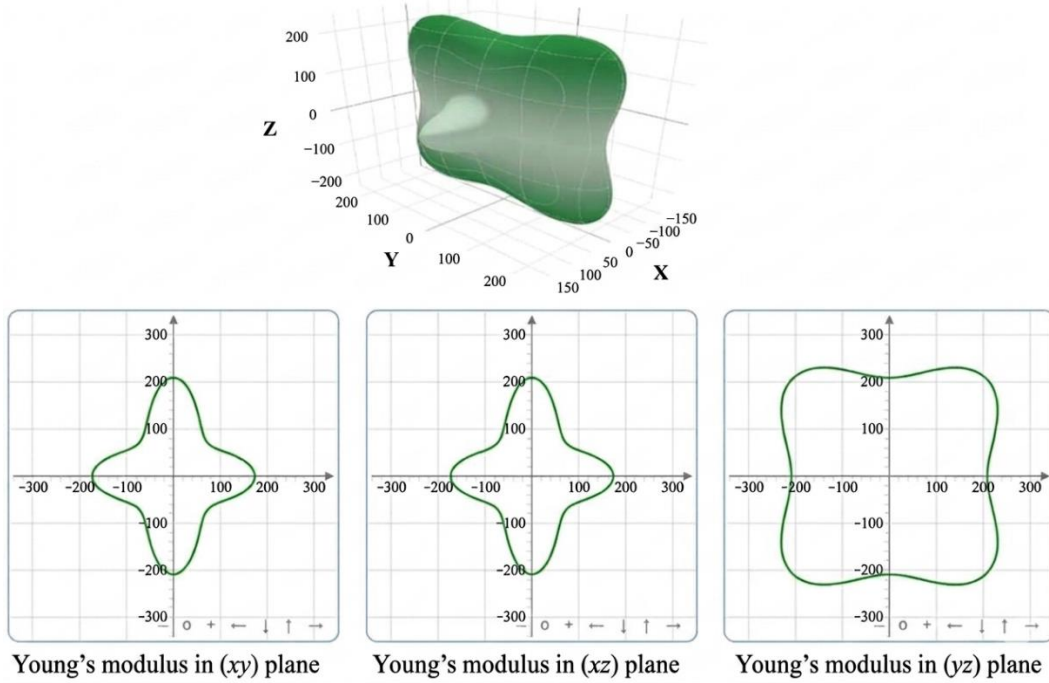 200
100
0
Z
−100
−200
200
100
0
Y
100
200
−150
−100
−50
0
50
100
150
X
300
200
100
−300 −200 −100 100 200 300
−100
−200
−300
− o + ← ↓ ↑ →
Young’s modulus in (xy) plane
300
200
100
−300 −200 −100 100 200 300
−100
−200
−300
− o + ← ↓ ↑ →
Young’s modulus in (xz) plane
300
200
100
−300 −200 −100 100 200 300
−100
−200
−300
− o + ← ↓ ↑ →
Young’s modulus in (yz) plane